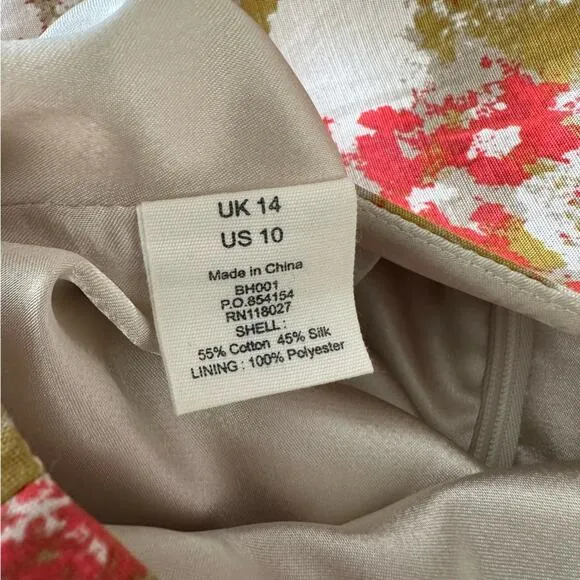 UK 14
US 10
Made in China
BH001
P.O.854154
RN118027
SHELL :
55% Cotton 45% Silk
LINING : 100% Polyester